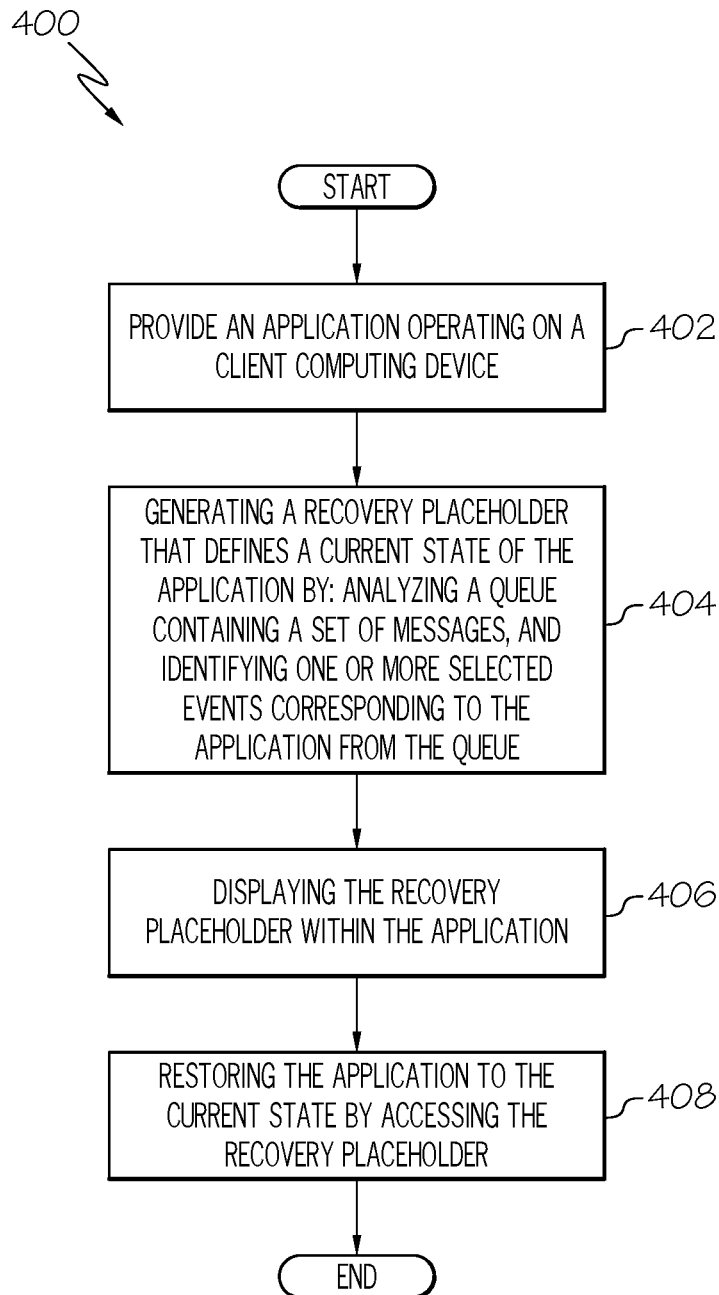 400
START
PROVIDE AN APPLICATION OPERATING ON A
CLIENT COMPUTING DEVICE
402
GENERATING A RECOVERY PLACEHOLDER
THAT DEFINES A CURRENT STATE OF THE
APPLICATION BY: ANALYZING A QUEUE
CONTAINING A SET OF MESSAGES, AND
IDENTIFYING ONE OR MORE SELECTED
EVENTS CORRESPONDING TO THE
APPLICATION FROM THE QUEUE
404
DISPLAYING THE RECOVERY
PLACEHOLDER WITHIN THE APPLICATION
406
RESTORING THE APPLICATION TO THE
CURRENT STATE BY ACCESSING THE
RECOVERY PLACEHOLDER
408
END